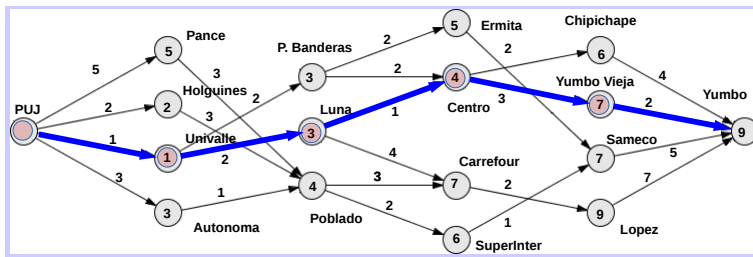 Ermita
Chipichape
5
Pance
2
5
P. Banderas
2
6
5
3
Yumbo Vieja
4
Yumbo
3
2
4
Holguines
Centro
3
7
2
PUJ
2
2
3
2
Luna
1
9
1
Univalle
3
Sameco
1
2
4
Carrefour
7
5
3
4
3
7
2
7
1
3
Poblado
2
1
9
Autonoma
6
Lopez
SuperInter